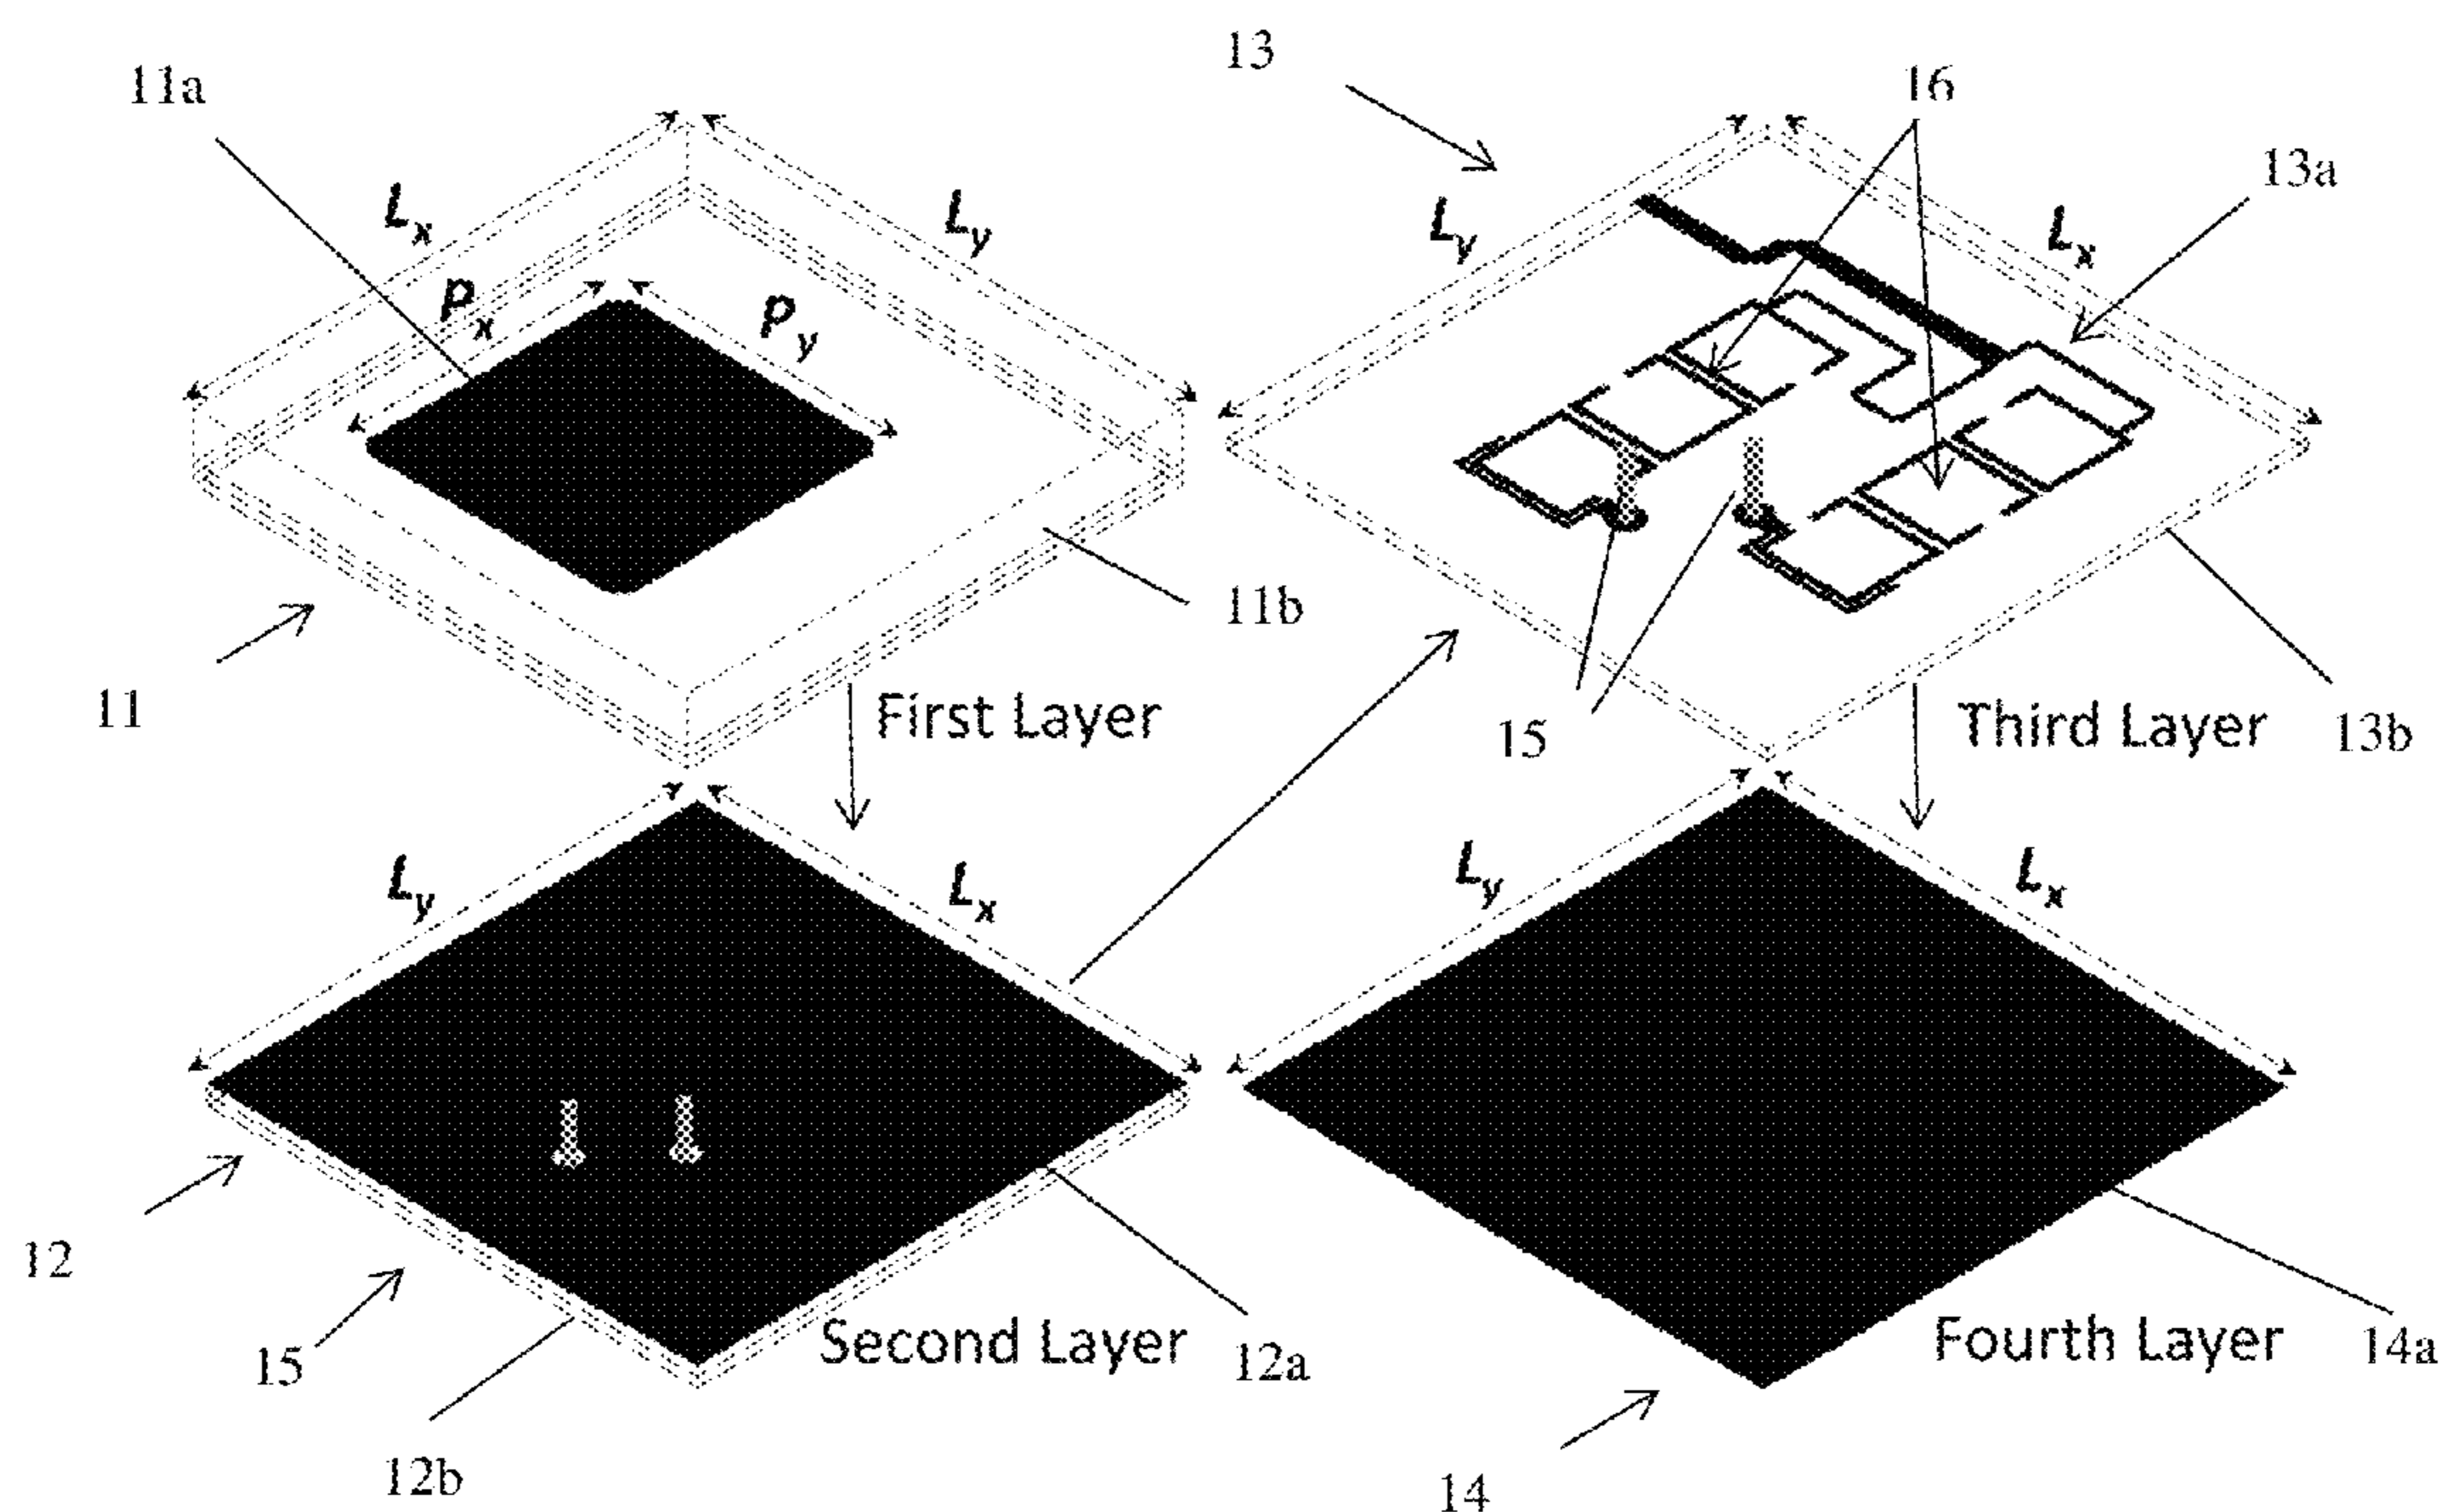 13
11a
16
13a
Lx
Ly
Ly
Lx
Px
Py
11b
11
First Layer
15
Third Layer
13b
Ly
Lx
Ly
Lx
12
15
Second Layer
12a
Fourth Layer
14a
12b
14